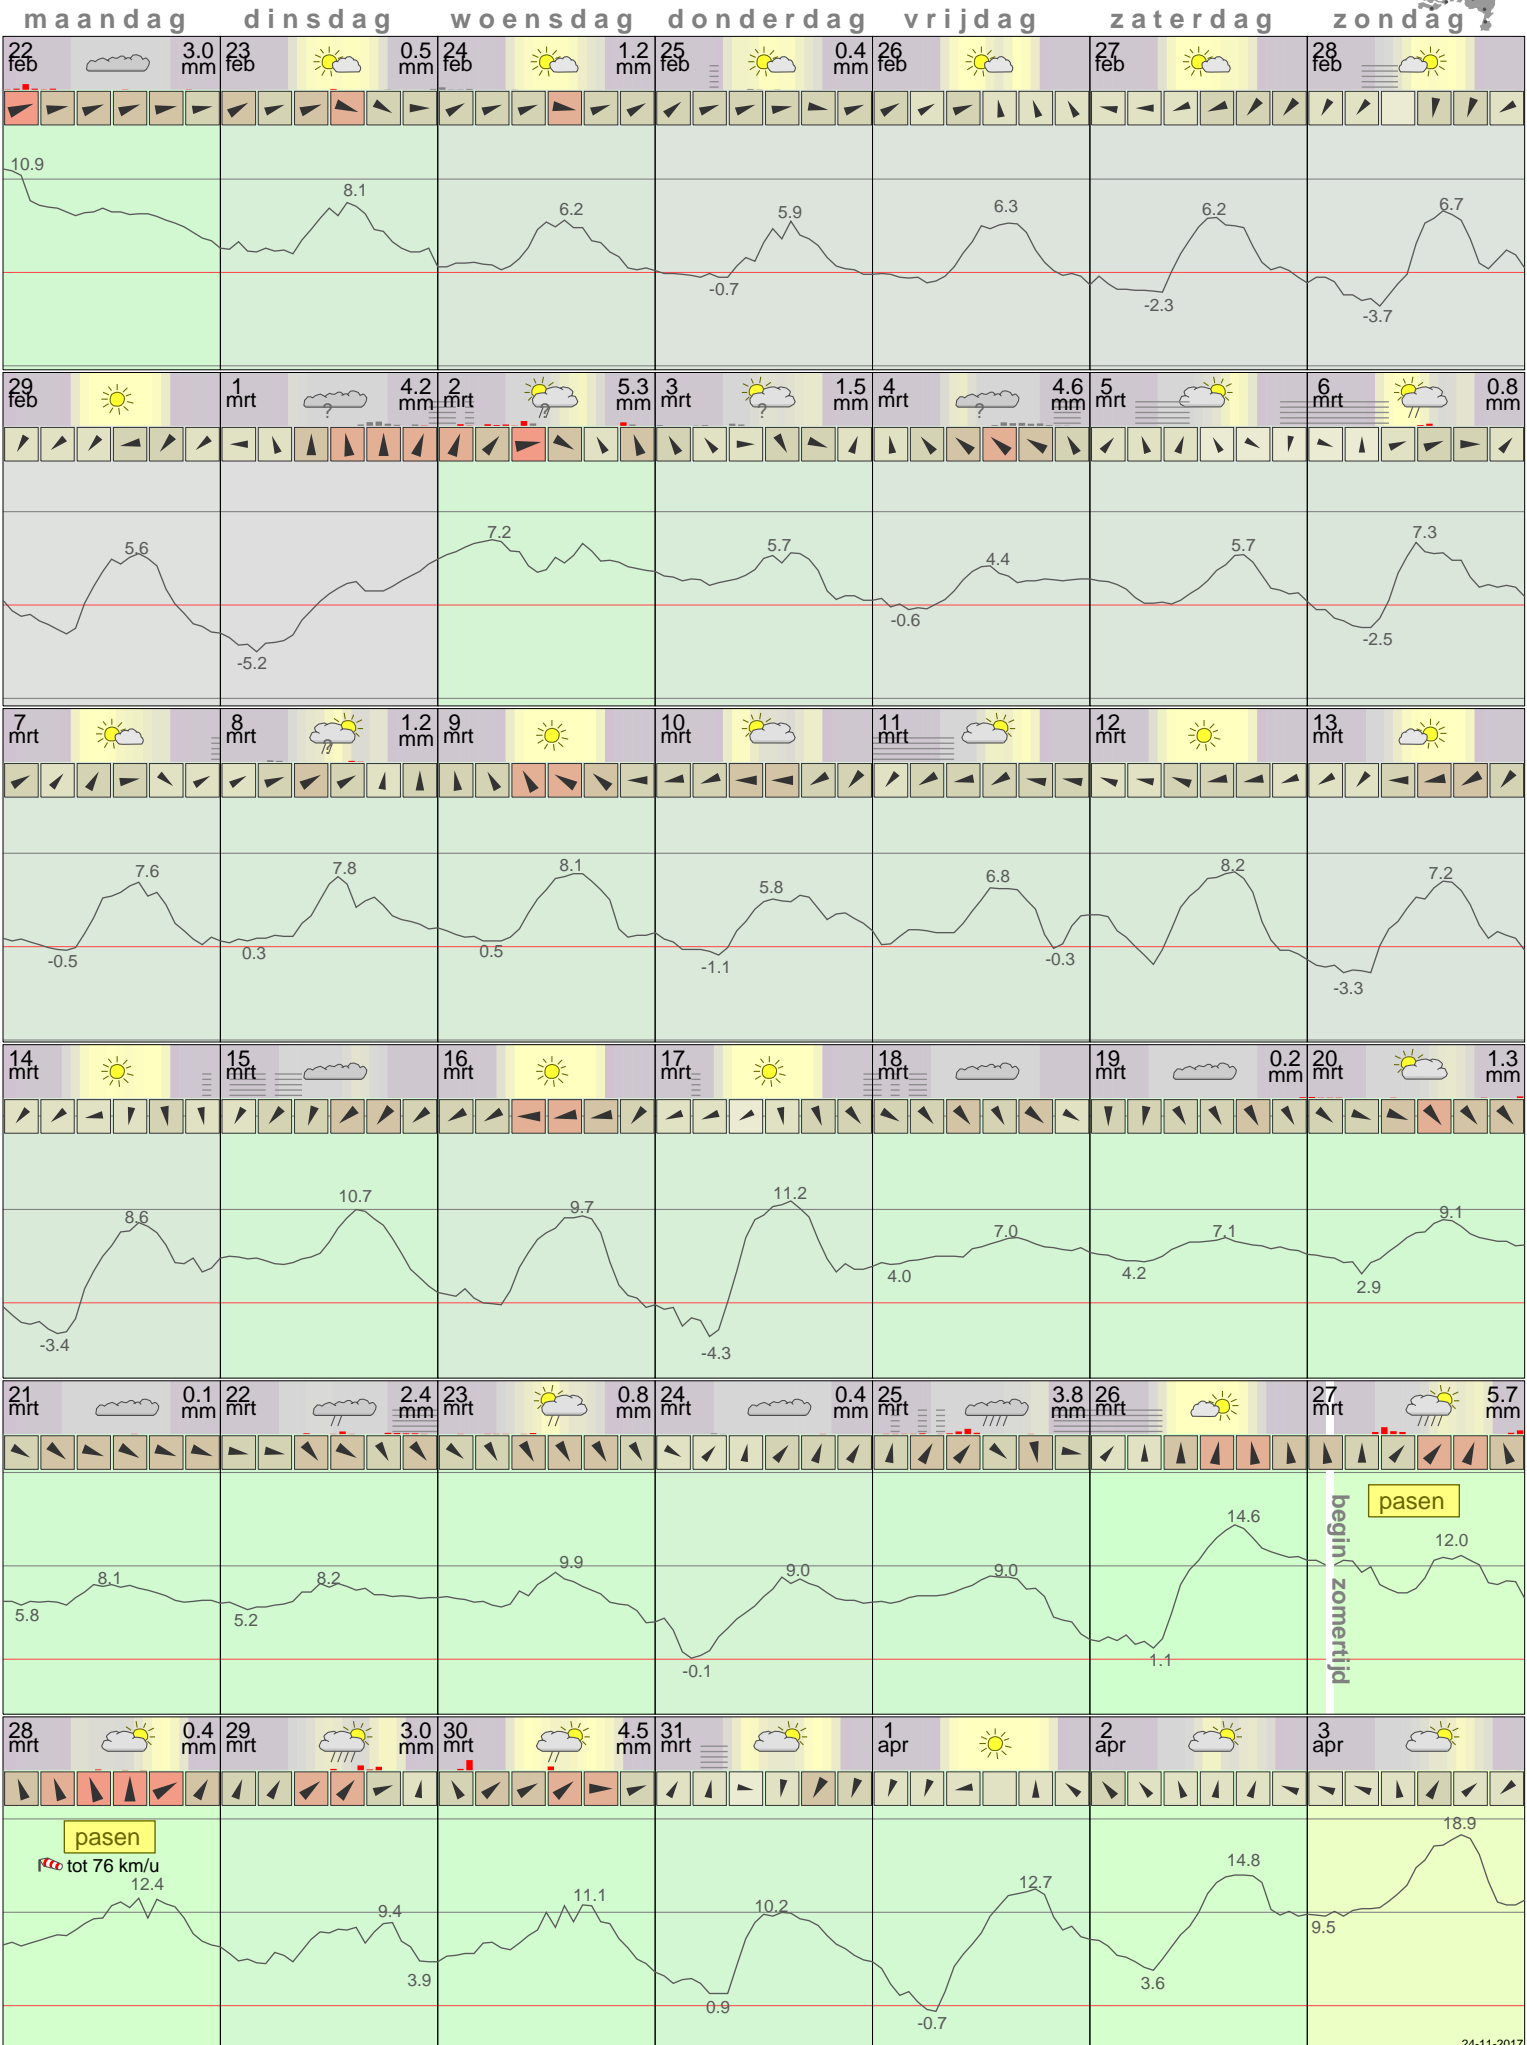 maandag dinsdag woensdag donderdag vrijdag zaterdag zondag
22 feb 3.0 mm 23 feb 0.5 mm 24 feb 1.2 mm 25 feb 0.4 mm 26 feb 27 feb 28 feb
10.9 8.1 6.2 5.9 -0.7 6.3 6.2 -2.3 6.7 -3.7
29 feb 1 mrt ? 4.2 mm 2 mrt ? 5.3 mm 3 mrt ? 1.5 mm 4 mrt ? 4.6 mm 5 mrt 6 mrt 0.8 mm
5.6 -5.2 7.2 5.7 -0.6 4.4 5.7 7.3 -2.5
7 mrt 8 mrt ? 1.2 mm 9 mrt 10 mrt 11 mrt 12 mrt 13 mrt
7.6 -0.5 7.8 0.3 8.1 0.5 5.8 -1.1 6.8 -0.3 8.2 7.2 -3.3
14 mrt 15 mrt 16 mrt 17 mrt 18 mrt 19 mrt 0.2 mm 20 mrt 1.3 mm
8.6 -3.4 10.7 9.7 11.2 -4.3 7.0 4.0 7.1 4.2 9.1 2.9
21 mrt 0.1 mm 22 mrt 2.4 mm 23 mrt 0.8 mm 24 mrt 0.4 mm 25 mrt 3.8 mm 26 mrt 27 mrt 5.7 mm
pasen
begin zomertijd
8.1 5.8 8.2 5.2 9.9 9.0 -0.1 9.0 14.6 1.1 12.0
28 mrt 0.4 mm 29 mrt 3.0 mm 30 mrt 4.5 mm 31 mrt 1 apr 2 apr 3 apr
pasen
tot 76 km/u
12.4 9.4 3.9 11.1 10.2 0.9 12.7 -0.7 14.8 3.6 18.9 9.5
24-11-2017